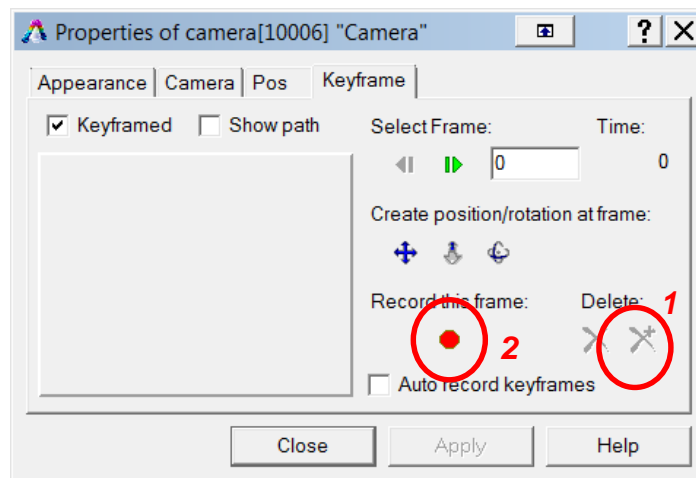 Properties of camera[10006] "Camera"
?
Appearance Camera Pos Keyframe
Keyframed Show path Select Frame: Time:
0 0
Create position/rotation at frame:
Record this frame: Delete: 1
2
Auto record keyframes
Close Apply Help